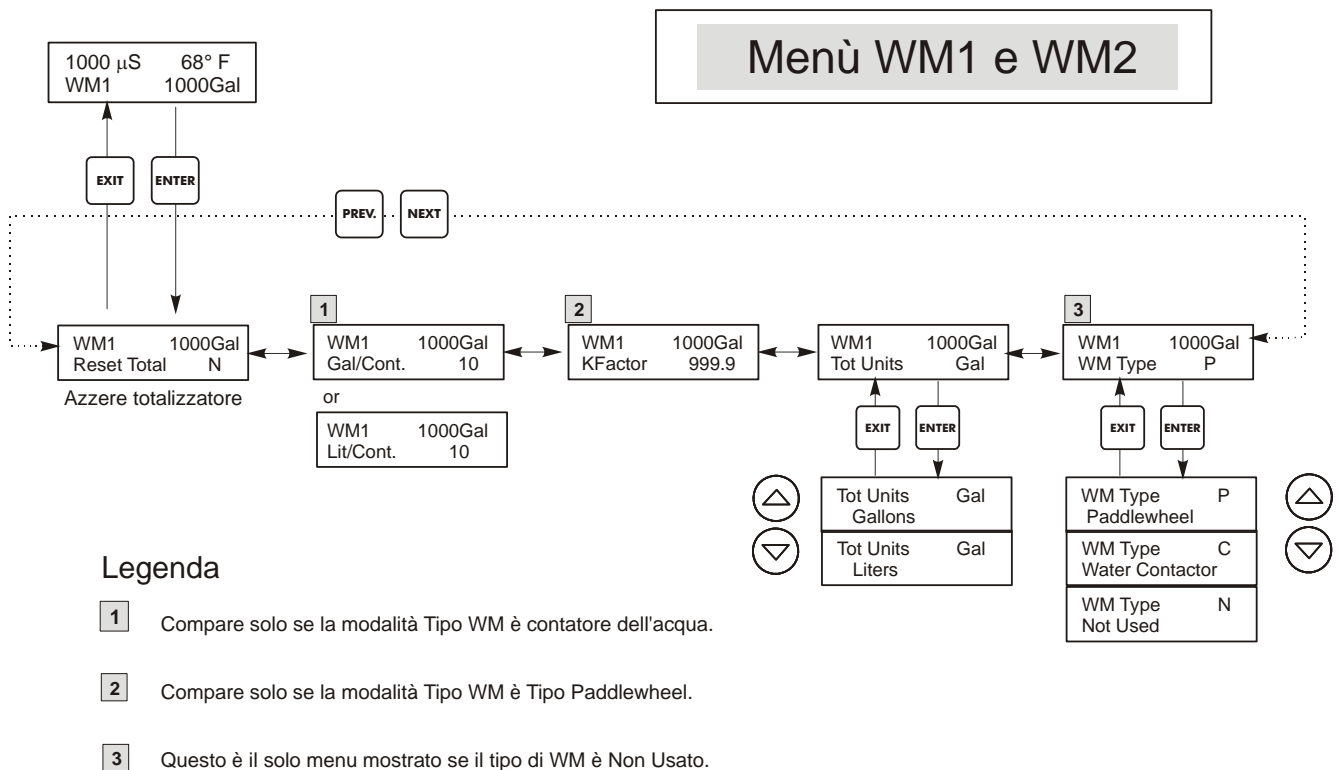 Menù WM1 e WM2
1000 µS 68° F
WM1 1000Gal
EXIT ENTER
PREV. NEXT
1
2
3
WM1 1000Gal
Reset Total N
Azzere totalizzatore
WM1 1000Gal
Gal/Cont. 10
or
WM1 1000Gal
Lit/Cont. 10
WM1 1000Gal
KFactor 999.9
WM1 1000Gal
Tot Units Gal
EXIT ENTER
Tot Units Gal
Gallons
Tot Units Gal
Liters
WM1 1000Gal
WM Type P
EXIT ENTER
WM Type P
Paddlewheel
WM Type C
Water Contactor
WM Type N
Not Used
Legenda
1 Compare solo se la modalità Tipo WM è contatore dell'acqua.
2 Compare solo se la modalità Tipo WM è Tipo Paddlewheel.
3 Questo è il solo menu mostrato se il tipo di WM è Non Usato.